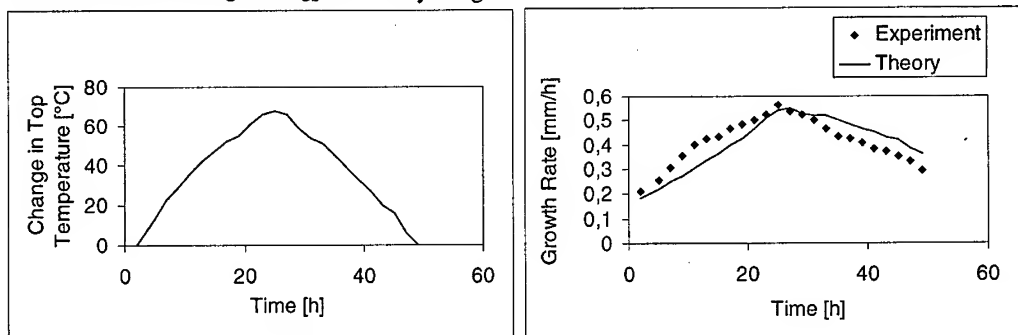 Change in Top
Temperature [°C]
80
60
40
20
0
0 20 40 60
Time [h]
Experiment
Theory
Growth Rate [mm/h]
0,6
0,5
0,4
0,3
0,2
0,1
0
0 20 40 60
Time [h]